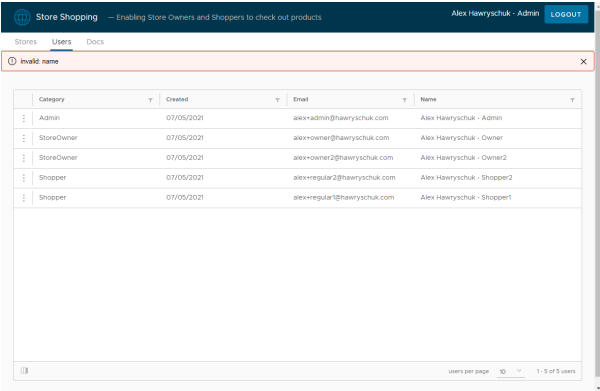 Store Shopping — Enabling Store Owners and Shoppers to check out products Alex Hawryschuk - Admin LOGOUT
Stores Users Docs
invalid: name
Category Created Email Name
Admin 07/05/2021 alex+admin@hawryschuk.com Alex Hawryschuk - Admin
StoreOwner 07/05/2021 alex+owner@hawryschuk.com Alex Hawryschuk - Owner
StoreOwner 07/05/2021 alex+owner2@hawryschuk.com Alex Hawryschuk - Owner2
Shopper 07/05/2021 alex+regular2@hawryschuk.com Alex Hawryschuk - Shopper2
Shopper 07/05/2021 alex+regular1@hawryschuk.com Alex Hawryschuk - Shopper1
users per page 10 1 - 5 of 5 users